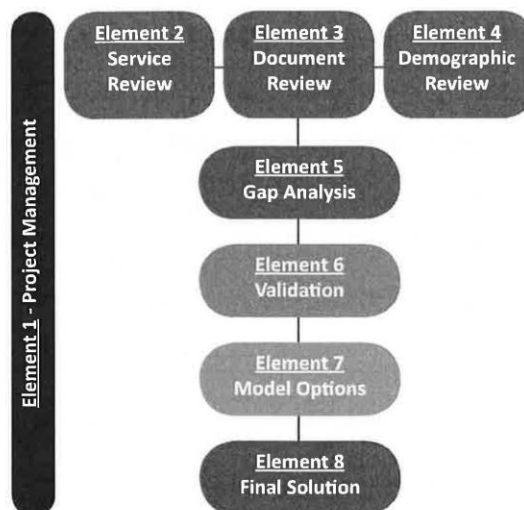 Element 2
Service
Review
Element 3
Document
Review
Element 4
Demographic
Review
Element 5
Gap Analysis
Element 6
Validation
Element 7
Model Options
Element 8
Final Solution
Element 1 - Project Management